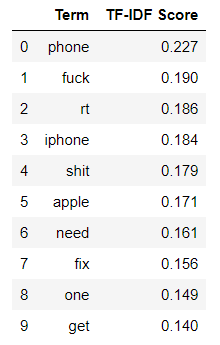 Term TF-IDF Score
0 phone 0.227
1 fuck 0.190
2 rt 0.186
3 iphone 0.184
4 shit 0.179
5 apple 0.171
6 need 0.161
7 fix 0.156
8 one 0.149
9 get 0.140